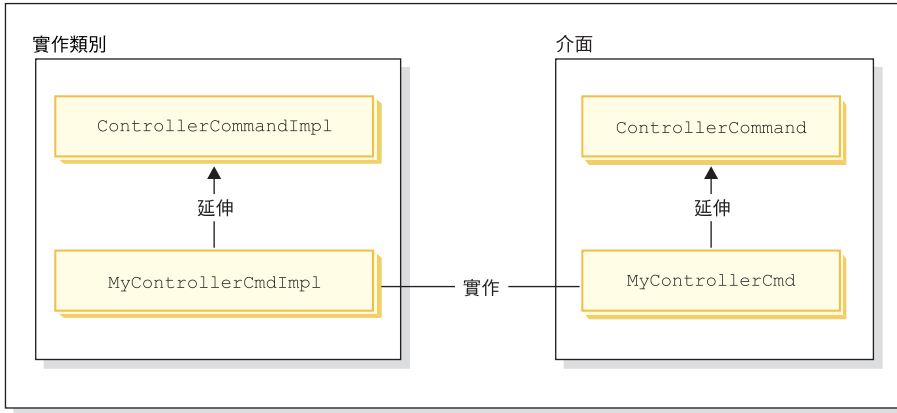 實作類別
ControllerCommandImpl
延伸
MyControllerCmdImpl
實作
介面
ControllerCommand
延伸
MyControllerCmd